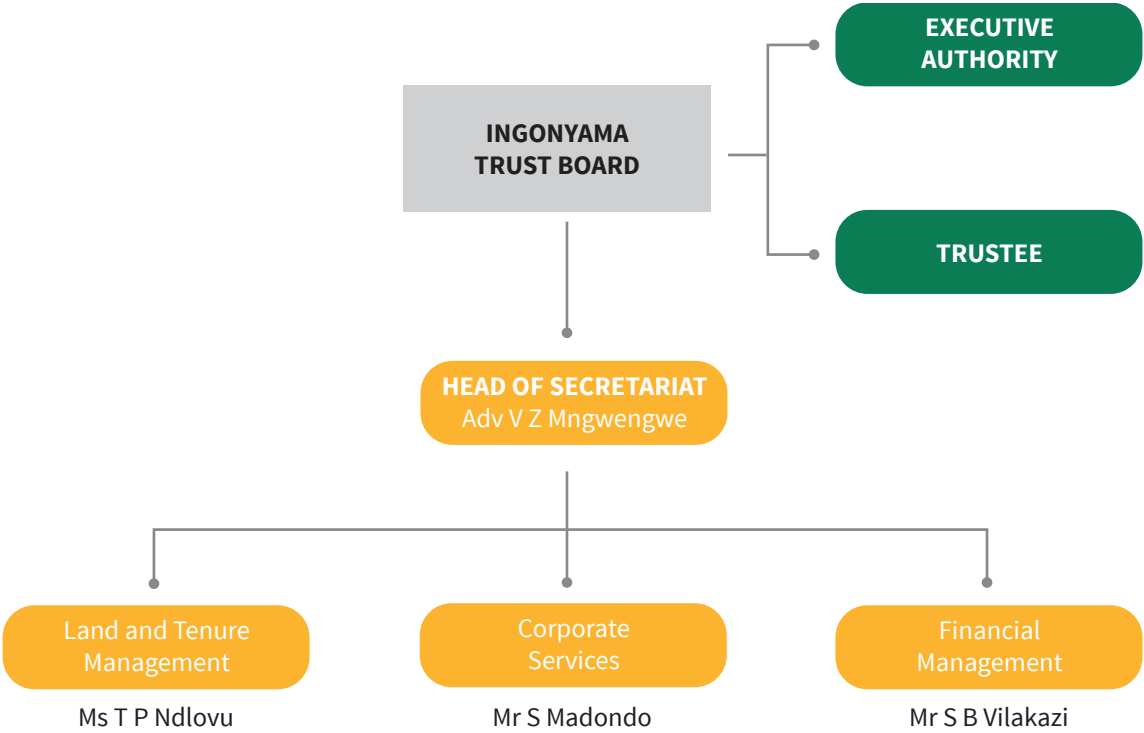 EXECUTIVE
AUTHORITY
INGONYAMA
TRUST BOARD
TRUSTEE
HEAD OF SECRETARIAT
Adv V Z Mngwengwe
Land and Tenure
Management
Ms T P Ndlovu
Corporate
Services
Mr S Madondo
Financial
Management
Mr S B Vilakazi